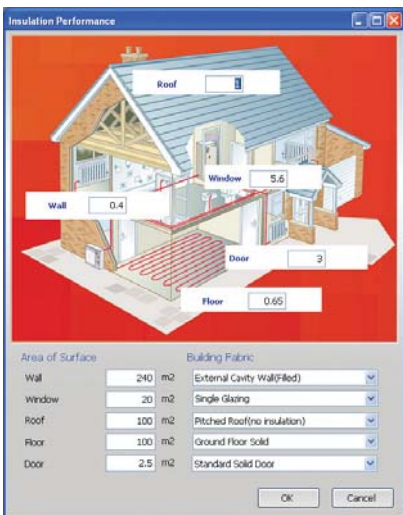 Insulation Performance
Roof
Window 5.6
Wall 0.4
Door 3
Floor 0.65
Area of Surface Building Fabric
Wall 240 m2 External Cavity Wall(Filled)
Window 20 m2 Single Glazing
Roof 100 m2 Pitched Roof(no insulation)
Floor 100 m2 Ground Floor Solid
Door 2.5 m2 Standard Solid Door
OK Cancel